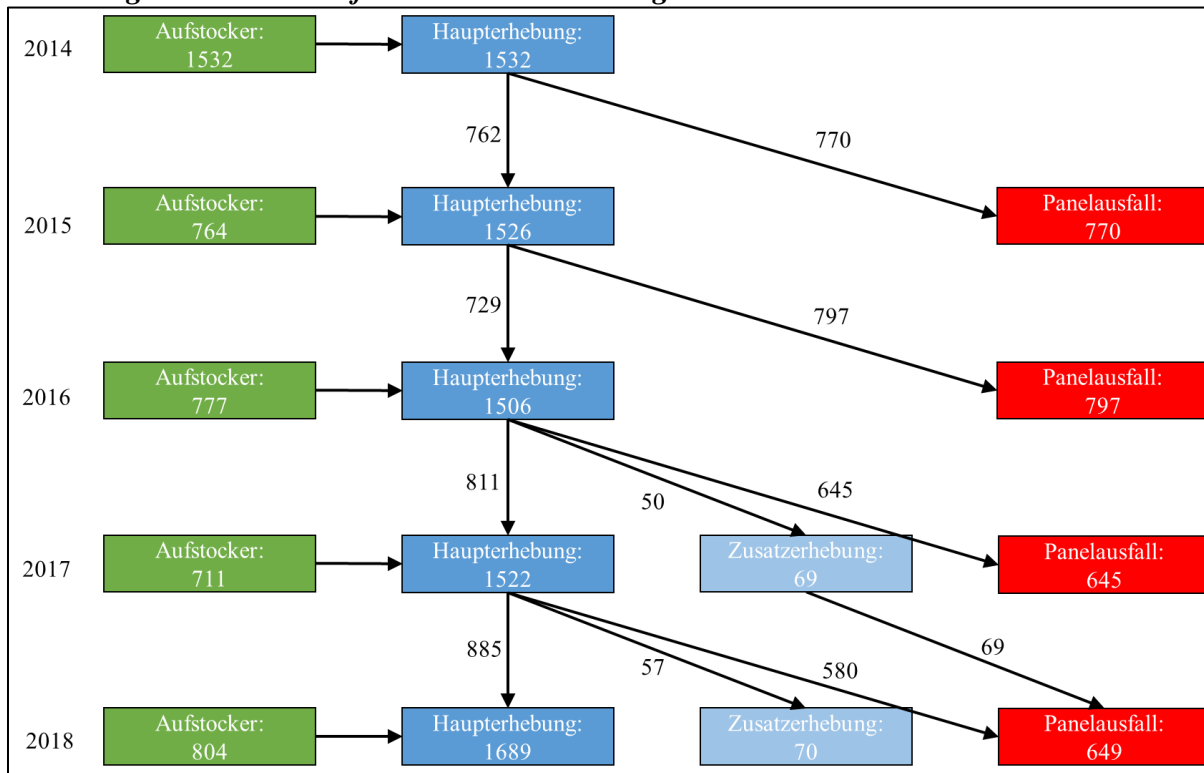 2014
Aufstocker:
1532
Haupterhebung:
1532
762
770
2015
Aufstocker:
764
Haupterhebung:
1526
Panelausfall:
770
729
797
2016
Aufstocker:
777
Haupterhebung:
1506
Panelausfall:
797
811
50
645
2017
Aufstocker:
711
Haupterhebung:
1522
Zusatzerhebung:
69
Panelausfall:
645
885
57
580
69
2018
Aufstocker:
804
Haupterhebung:
1689
Zusatzerhebung:
70
Panelausfall:
649